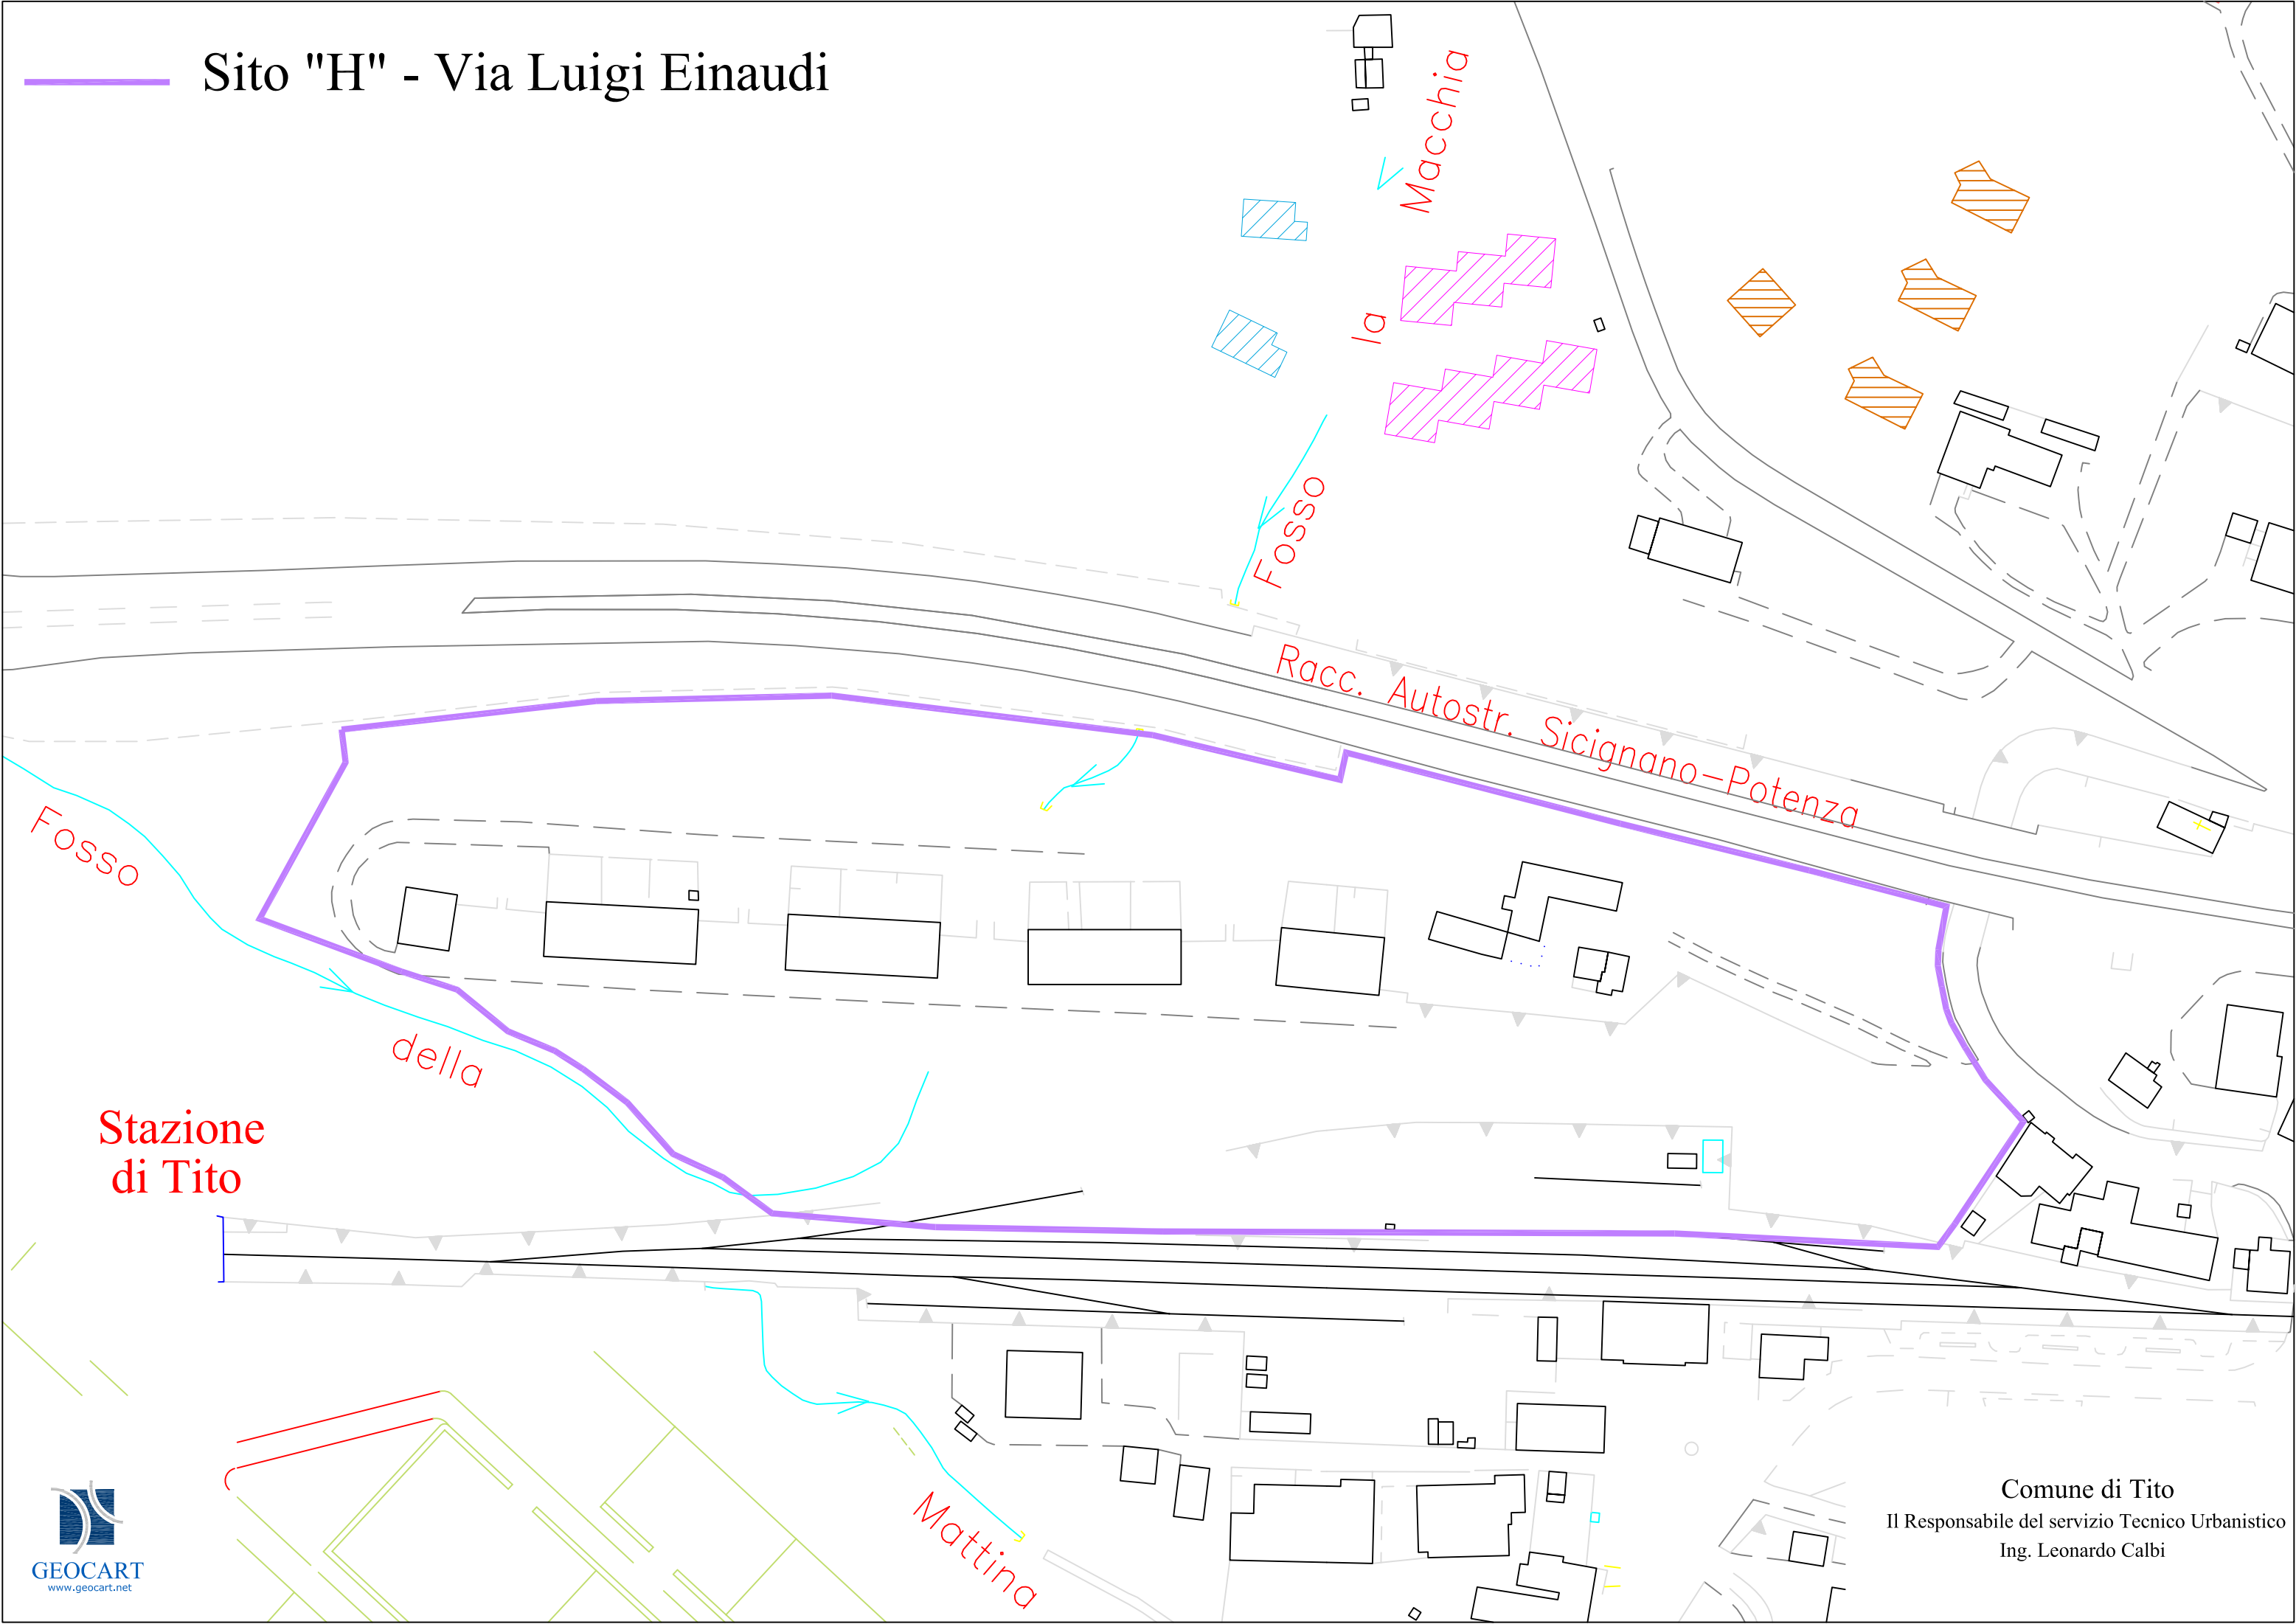 Sito "H" - Via Luigi Einaudi
Macchia
la
Fosso
Racc. Autostr. Sicignano-Potenza
Fosso
della
Stazione
di Tito
Mattina
GEOCART
www.geocart.net
Comune di Tito
Il Responsabile del servizio Tecnico Urbanistico
Ing. Leonardo Calbi